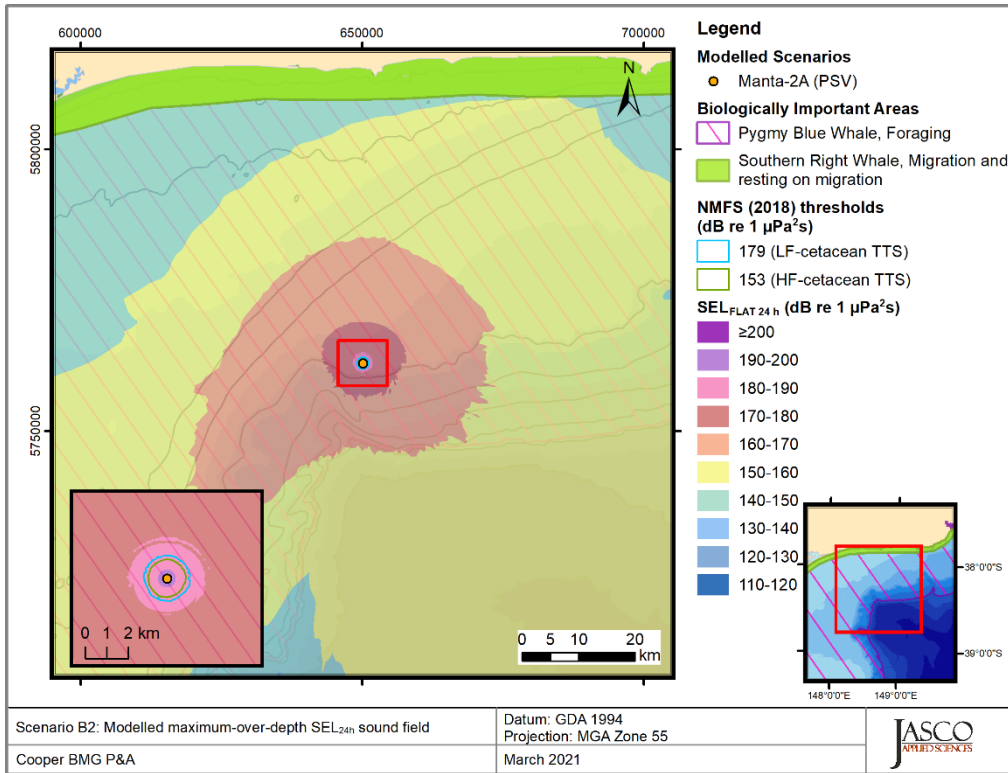 600000 650000 700000
5800000
5750000
N
0 1 2 km
0 5 10 20
km
Legend
Modelled Scenarios
Manta-2A (PSV)
Biologically Important Areas
Pygmy Blue Whale, Foraging
Southern Right Whale, Migration and
resting on migration
NMFS (2018) thresholds
(dB re 1 µPa²s)
179 (LF-cetacean TTS)
153 (HF-cetacean TTS)
SEL FLAT 24 h (dB re 1 µPa²s)
≥200
190-200
180-190
170-180
160-170
150-160
140-150
130-140
120-130
110-120
38°0'0"S
39°0'0"S
148°0'0"E 149°0'0"E
Scenario B2: Modelled maximum-over-depth SEL24h sound field
Cooper BMG P&A
Datum: GDA 1994
Projection: MGA Zone 55
March 2021
JASCO
APPLIED SCIENCES